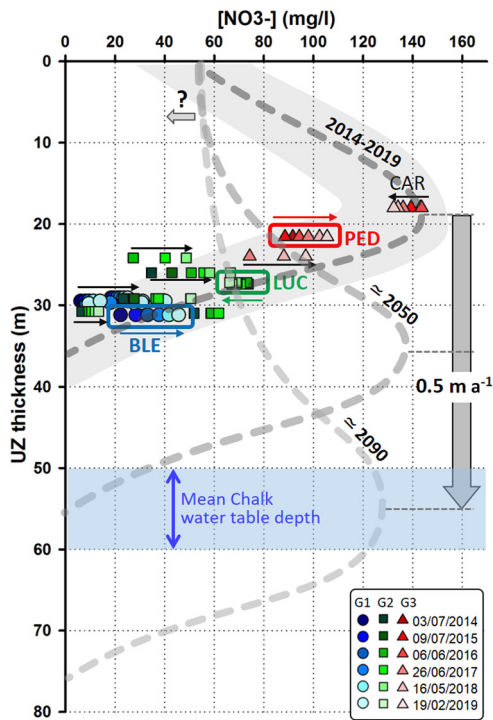 [NO3-] (mg/l)
0 20 40 60 80 100 120 140 160
UZ thickness (m)
0
10
20
30
40
50
60
70
80
?
2014-2019
CAR
PED
LUC
BLE
≃ 2050
≃ 2090
0.5 m a⁻¹
Mean Chalk
water table depth
G1 G2 G3
03/07/2014
09/07/2015
06/06/2016
26/06/2017
16/05/2018
19/02/2019